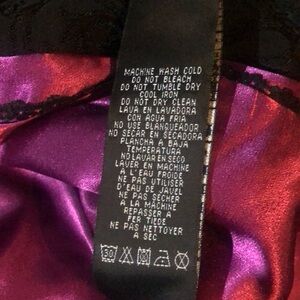 MACHINE WASH COLD
DO NOT BLEACH
DO NOT TUMBLE DRY
COOL IRON
DO NOT DRY CLEAN
LAVA EN LAVADORA
CON AGUA FRIA
NO USE BLANQUEADOR
NO SECAR EN SECADORA
PLANCHA A BAJA
TEMPERATURA
NO LAVAR EN SECO
LAVER EN MACHINE
A L'EAU FROIDE
NE PAS UTILISER
D'EAU DE JAVEL
NE PAS SÉCHER
A LA MACHINE
REPASSER A
FER TIEDE
NE PAS NETTOYER
A SEC
30